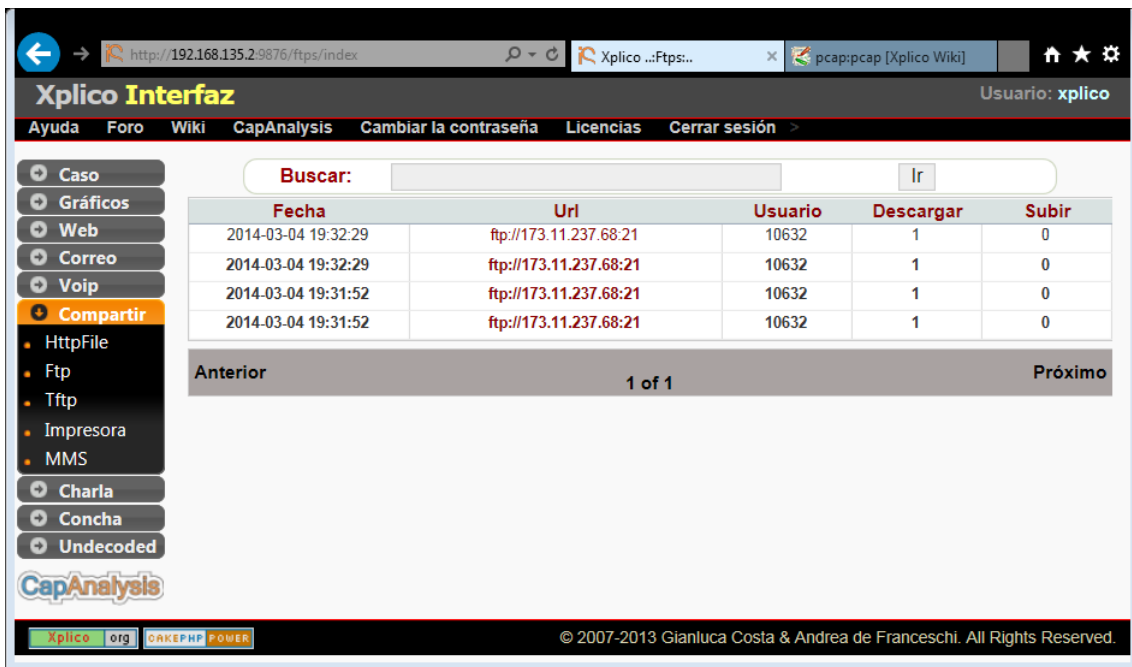 http://192.168.135.2:9876/ftps/index
Xplico ..:Ftps:..
pcap:pcap [Xplico Wiki]
Xplico Interfaz
Usuario: xplico
Ayuda Foro Wiki CapAnalysis Cambiar la contraseña Licencias Cerrar sesión >
Caso
Gráficos
Web
Correo
Voip
Compartir
HttpFile
Ftp
Tftp
Impresora
MMS
Charla
Concha
Undecoded
CapAnalysis
Buscar: Ir
Fecha Url Usuario Descargar Subir
2014-03-04 19:32:29 ftp://173.11.237.68:21 10632 1 0
2014-03-04 19:32:29 ftp://173.11.237.68:21 10632 1 0
2014-03-04 19:31:52 ftp://173.11.237.68:21 10632 1 0
2014-03-04 19:31:52 ftp://173.11.237.68:21 10632 1 0
Anterior 1 of 1 Próximo
Xplico org CAKEPHP POWER
© 2007-2013 Gianluca Costa & Andrea de Franceschi. All Rights Reserved.